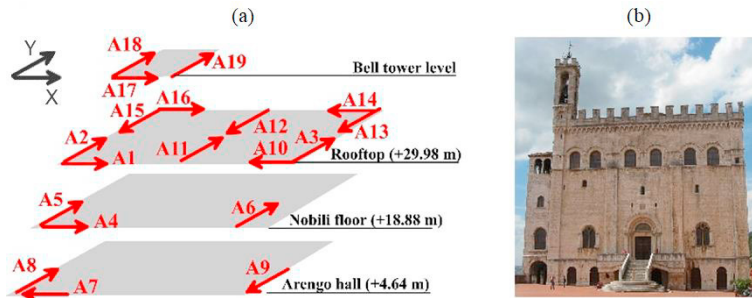 (a)
(b)
Y
X
A18
A19
A17
Bell tower level
A16
A15
A14
A2
A12
A3
A13
A1
A11
A10
Rooftop (+29.98 m)
A5
A6
A4
Nobili floor (+18.88 m)
A8
A9
A7
Arengo hall (+4.64 m)